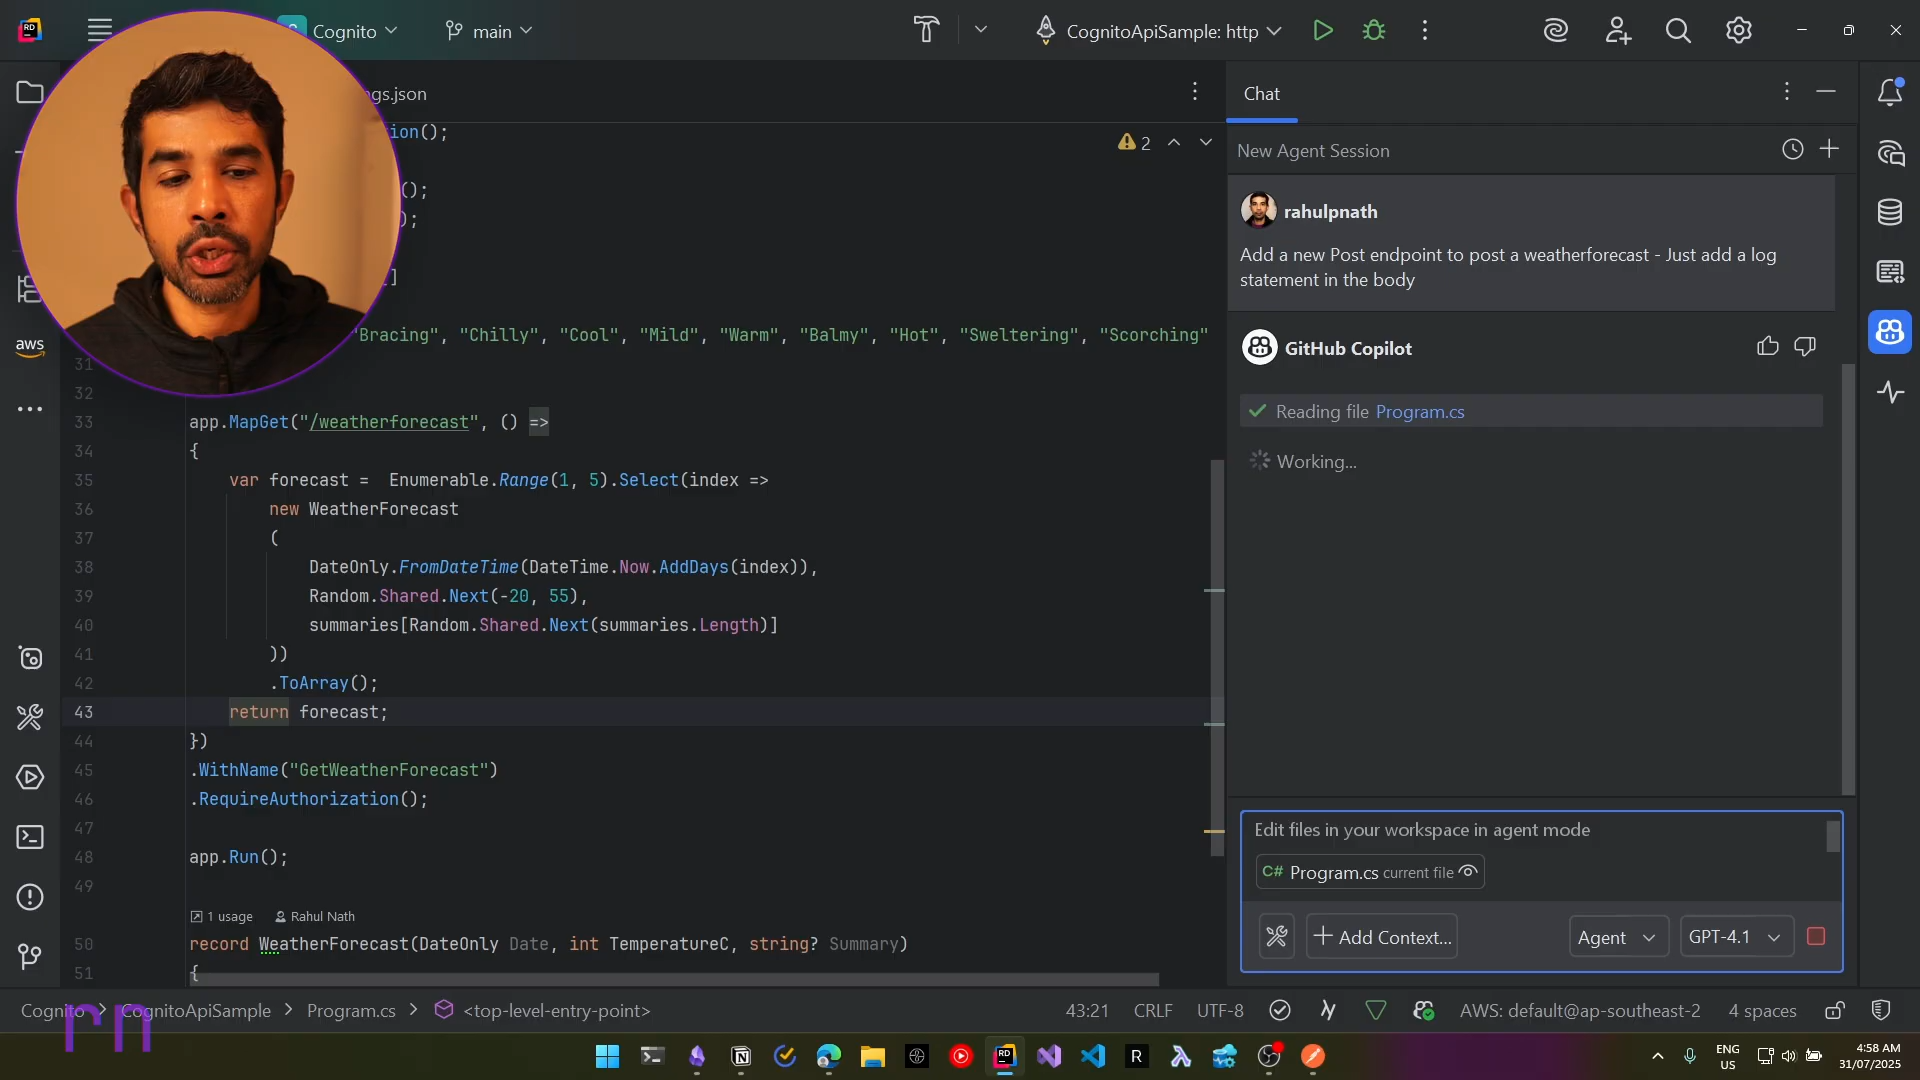 RD
Cognito
main
CognitoApiSample: http
ngs.json
Chat
tion();
2
New Agent Session
();
);
rahulpnath
Add a new Post endpoint to post a weatherforecast - Just add a log
statement in the body
]
"Bracing", "Chilly", "Cool", "Mild", "Warm", "Balmy", "Hot", "Sweltering", "Scorching"
GitHub Copilot
aws
31
32
Reading file Program.cs
33 app.MapGet("/weatherforecast", () =>
34 {
Working...
35 var forecast = Enumerable.Range(1, 5).Select(index =>
36 new WeatherForecast
37 (
38 DateOnly.FromDateTime(DateTime.Now.AddDays(index)),
39 Random.Shared.Next(-20, 55),
40 summaries[Random.Shared.Next(summaries.Length)]
41 ))
42 .ToArray();
43 return forecast;
44 })
45 .WithName("GetWeatherForecast")
46 .RequireAuthorization();
47
48 app.Run();
49
1 usage Rahul Nath
50 record WeatherForecast(DateOnly Date, int TemperatureC, string? Summary)
51 {
Edit files in your workspace in agent mode
C# Program.cs current file
Add Context...
Agent
GPT-4.1
Cognito > CognitoApiSample > Program.cs > <top-level-entry-point>
43:21 CRLF UTF-8 AWS: default@ap-southeast-2 4 spaces
rn
RD
R
ENG
US
4:58 AM
31/07/2025